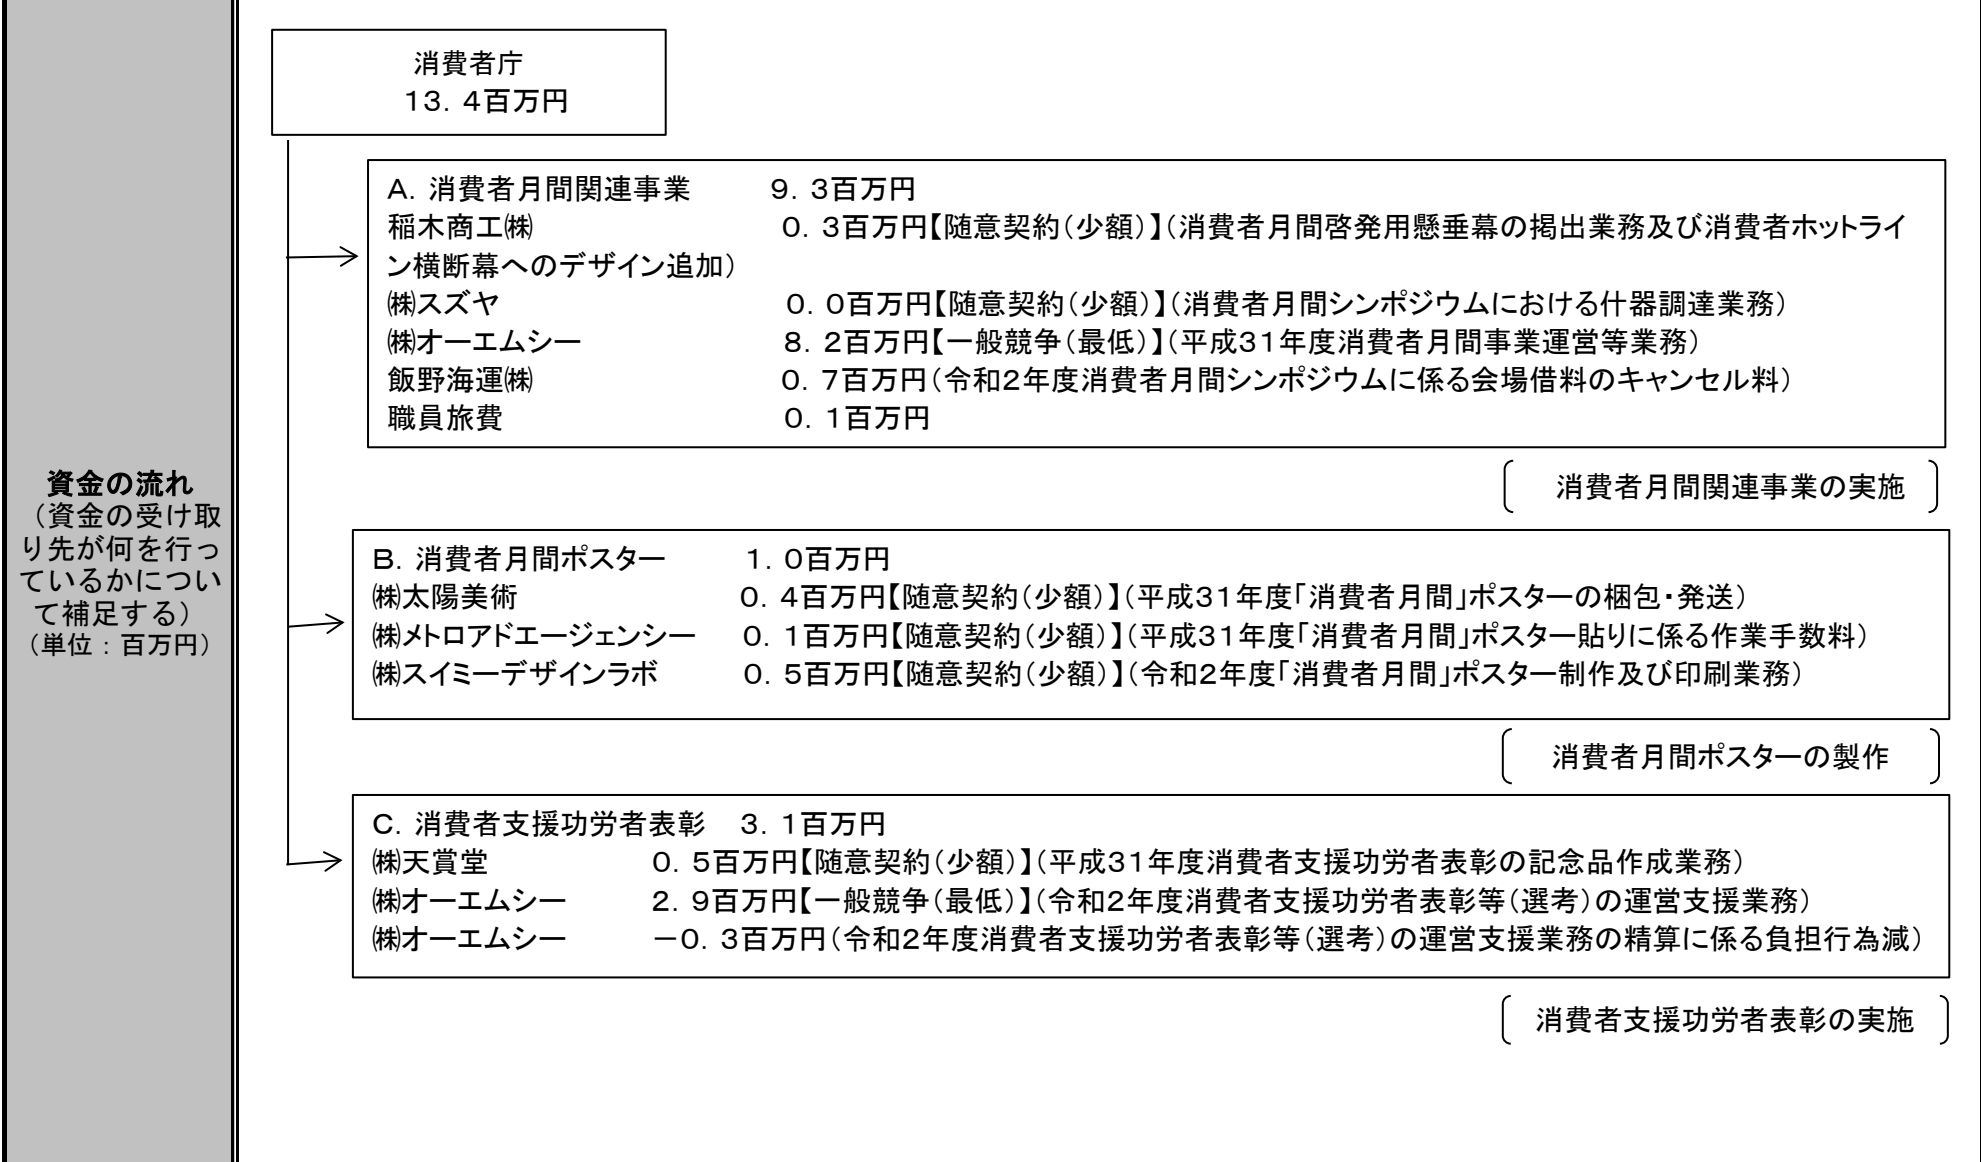 資金の流れ
（資金の受け取
り先が何を行っ
ているかについ
て補足する）
（単位：百万円）
消費者庁
１３．４百万円
Ａ．消費者月間関連事業　　　９．３百万円
稲木商工㈱　　　０．３百万円【随意契約（少額）】（消費者月間啓発用懸垂幕の掲出業務及び消費者ホットライ
ン横断幕へのデザイン追加）
㈱スズヤ　　　０．０百万円【随意契約（少額）】（消費者月間シンポジウムにおける什器調達業務）
㈱オーエムシー　　　８．２百万円【一般競争（最低）】（平成３１年度消費者月間事業運営等業務）
飯野海運㈱　　　０．７百万円（令和２年度消費者月間シンポジウムに係る会場借料のキャンセル料）
職員旅費　　　０．１百万円
消費者月間関連事業の実施
Ｂ．消費者月間ポスター　　　１．０百万円
㈱太陽美術　　　０．４百万円【随意契約（少額）】（平成３１年度「消費者月間」ポスターの梱包・発送）
㈱メトロアドエージェンシー　　　０．１百万円【随意契約（少額）】（平成３１年度「消費者月間」ポスター貼りに係る作業手数料）
㈱スイミーデザインラボ　　　０．５百万円【随意契約（少額）】（令和２年度「消費者月間」ポスター制作及び印刷業務）
消費者月間ポスターの製作
Ｃ．消費者支援功労者表彰　３．１百万円
㈱天賞堂　　　０．５百万円【随意契約（少額）】（平成３１年度消費者支援功労者表彰の記念品作成業務）
㈱オーエムシー　　　２．９百万円【一般競争（最低）】（令和２年度消費者支援功労者表彰等（選考）の運営支援業務）
㈱オーエムシー　　　－０．３百万円（令和２年度消費者支援功労者表彰等（選考）の運営支援業務の精算に係る負担行為減）
消費者支援功労者表彰の実施